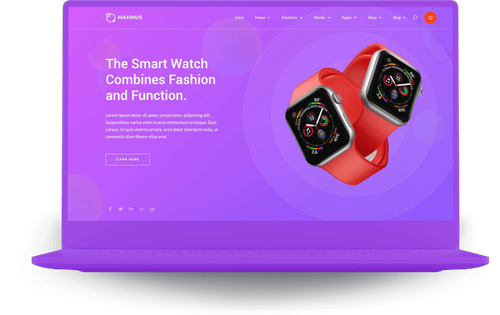 MAXIMUS
Intro Home Elements Works Pages Shop Blog
The Smart Watch
Combines Fashion
and Function.
Lorem ipsum dolor sit amet, consectetur adipiscing elit.
Suspendisse varius enim in eros elementum tristique. Duis
cursus, mi quis viverra ornare, eros dolor interdum nulla, ut
commodo diam libero vitae erat.
LEARN MORE